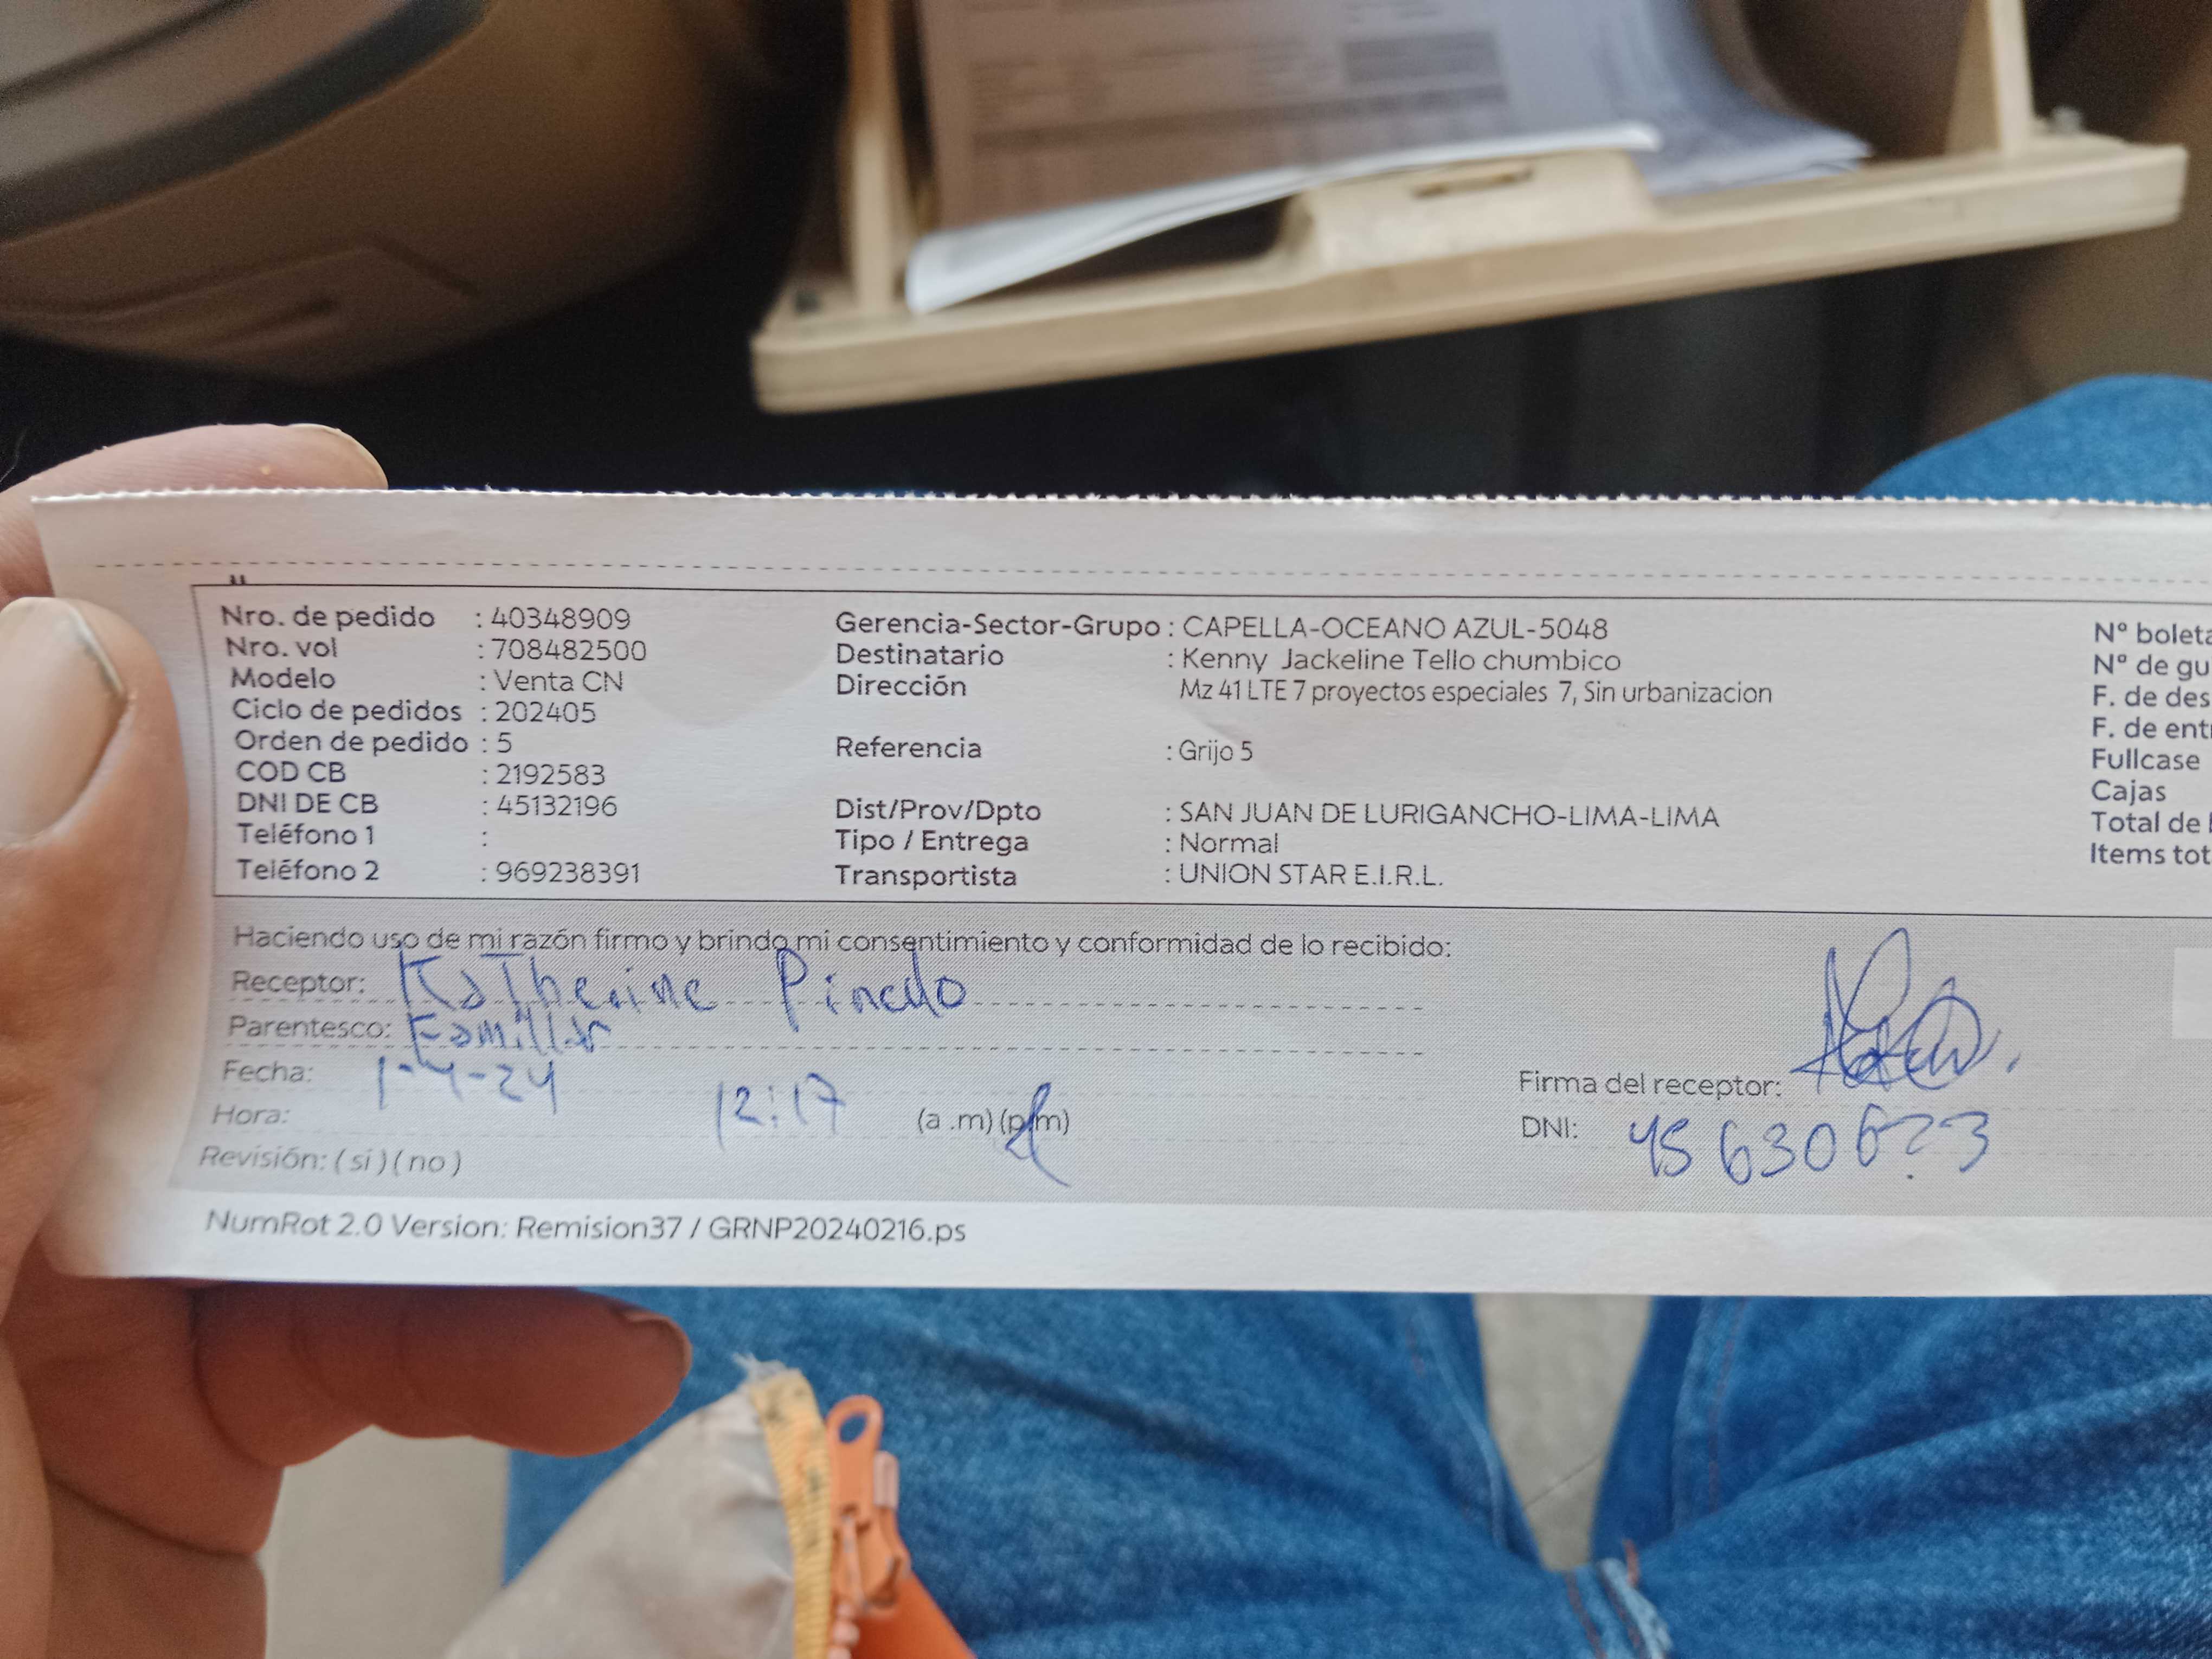 Nro. de pedido : 40348909
Nro. vol : 708482500
Modelo : Venta CN
Ciclo de pedidos : 202405
Orden de pedido : 5
COD CB : 2192583
DNI DE CB : 45132196
Teléfono 1 :
Teléfono 2 : 969238391
Gerencia-Sector-Grupo : CAPELLA-OCEANO AZUL-5048
Destinatario : Kenny Jackeline Tello chumbico
Dirección Mz 41 LTE 7 proyectos especiales 7, Sin urbanizacion
Referencia : Grijo 5
Dist/Prov/Dpto : SAN JUAN DE LURIGANCHO-LIMA-LIMA
Tipo / Entrega : Normal
Transportista : UNION STAR E.I.R.L.
Nº boleta
Nº de gu
F. de des
F. de ent
Fullcase
Cajas
Total de
Items tot
Haciendo uso de mi razón firmo y brindo mi consentimiento y conformidad de lo recibido:
Receptor: Katherine Pinedo
Parentesco: Familiar
Fecha: 1-4-24
Hora: 12:17 (a .m) (p.m)
Revisión: ( si ) ( no )
Firma del receptor:
DNI:
NumRot 2.0 Version: Remision37 / GRNP20240216.ps